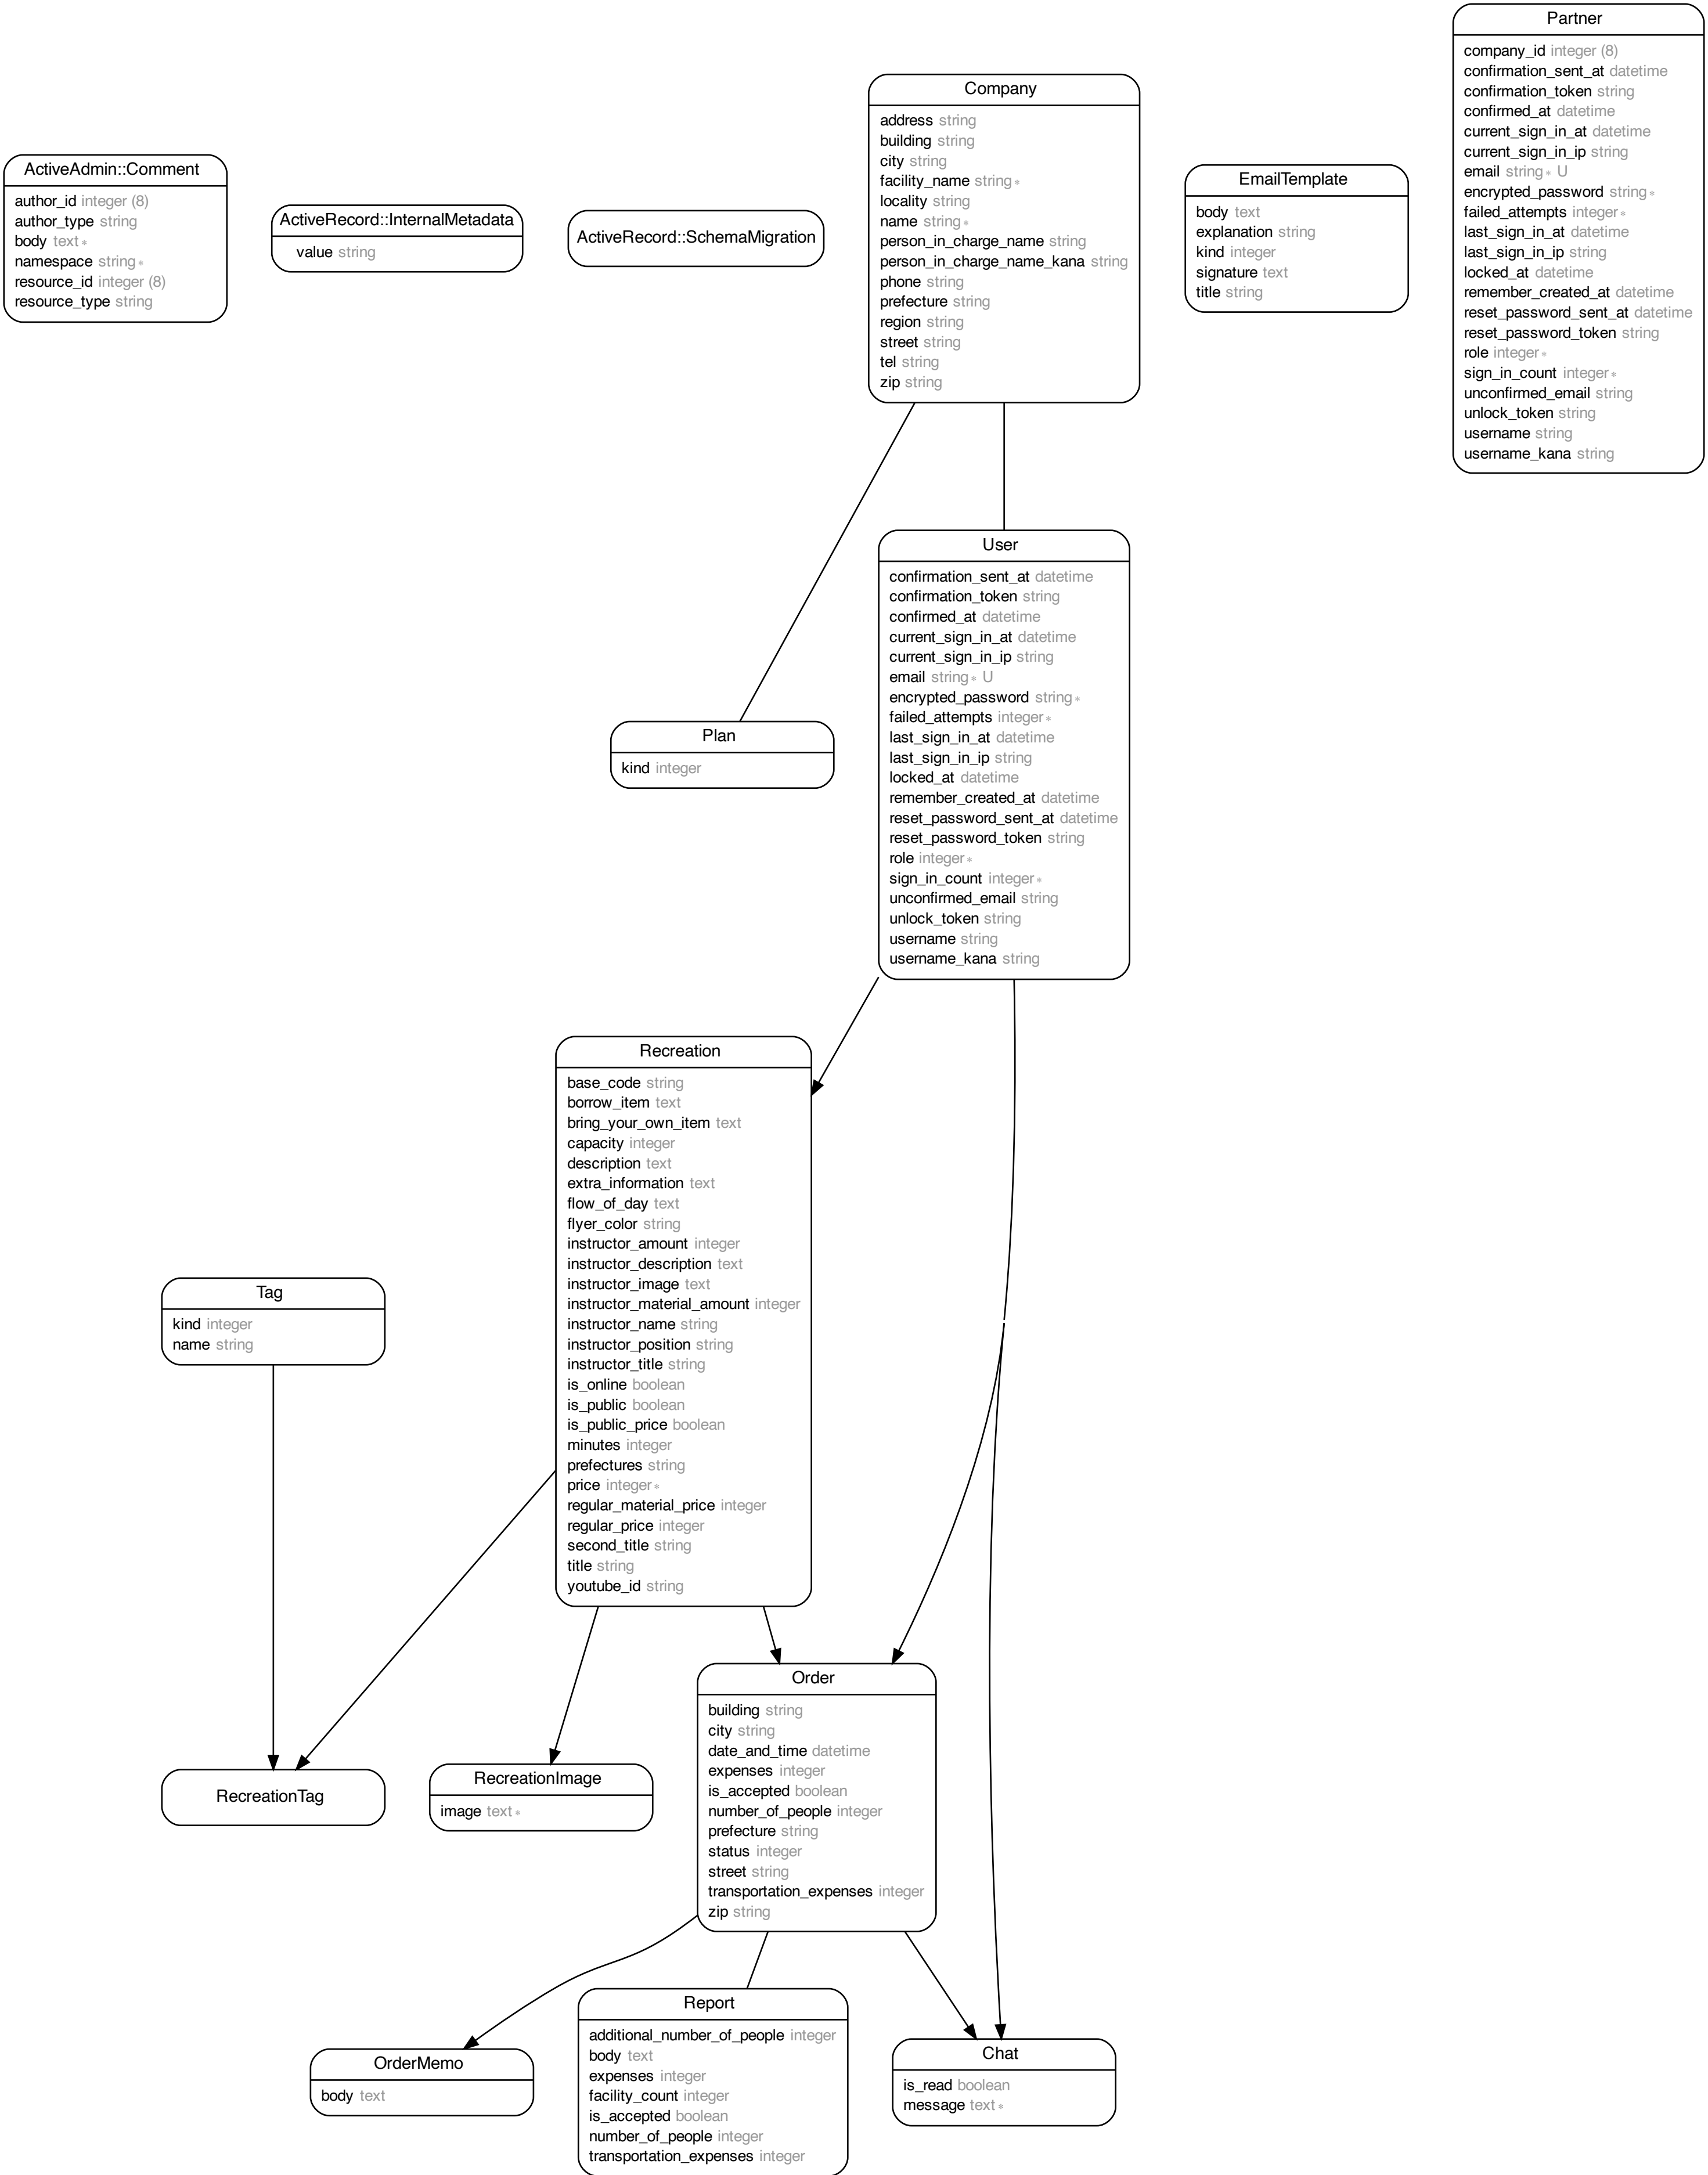 Partner
company_id integer (8)
confirmation_sent_at datetime
confirmation_token string
confirmed_at datetime
current_sign_in_at datetime
current_sign_in_ip string
email string∗ U
encrypted_password string∗
failed_attempts integer∗
last_sign_in_at datetime
last_sign_in_ip string
locked_at datetime
remember_created_at datetime
reset_password_sent_at datetime
reset_password_token string
role integer∗
sign_in_count integer∗
unconfirmed_email string
unlock_token string
username string
username_kana string
Company
address string
building string
city string
facility_name string∗
locality string
name string∗
person_in_charge_name string
person_in_charge_name_kana string
phone string
prefecture string
region string
street string
tel string
zip string
ActiveAdmin::Comment
author_id integer (8)
author_type string
body text∗
namespace string∗
resource_id integer (8)
resource_type string
ActiveRecord::InternalMetadata
value string
ActiveRecord::SchemaMigration
EmailTemplate
body text
explanation string
kind integer
signature text
title string
User
confirmation_sent_at datetime
confirmation_token string
confirmed_at datetime
current_sign_in_at datetime
current_sign_in_ip string
email string∗ U
encrypted_password string∗
failed_attempts integer∗
last_sign_in_at datetime
last_sign_in_ip string
locked_at datetime
remember_created_at datetime
reset_password_sent_at datetime
reset_password_token string
role integer∗
sign_in_count integer∗
unconfirmed_email string
unlock_token string
username string
username_kana string
Plan
kind integer
Recreation
base_code string
borrow_item text
bring_your_own_item text
capacity integer
description text
extra_information text
flow_of_day text
flyer_color string
instructor_amount integer
instructor_description text
instructor_image text
instructor_material_amount integer
instructor_name string
instructor_position string
instructor_title string
is_online boolean
is_public boolean
is_public_price boolean
minutes integer
prefectures string
price integer∗
regular_material_price integer
regular_price integer
second_title string
title string
youtube_id string
Tag
kind integer
name string
RecreationTag
RecreationImage
image text∗
Order
building string
city string
date_and_time datetime
expenses integer
is_accepted boolean
number_of_people integer
prefecture string
status integer
street string
transportation_expenses integer
zip string
OrderMemo
body text
Report
additional_number_of_people integer
body text
expenses integer
facility_count integer
is_accepted boolean
number_of_people integer
transportation_expenses integer
Chat
is_read boolean
message text∗